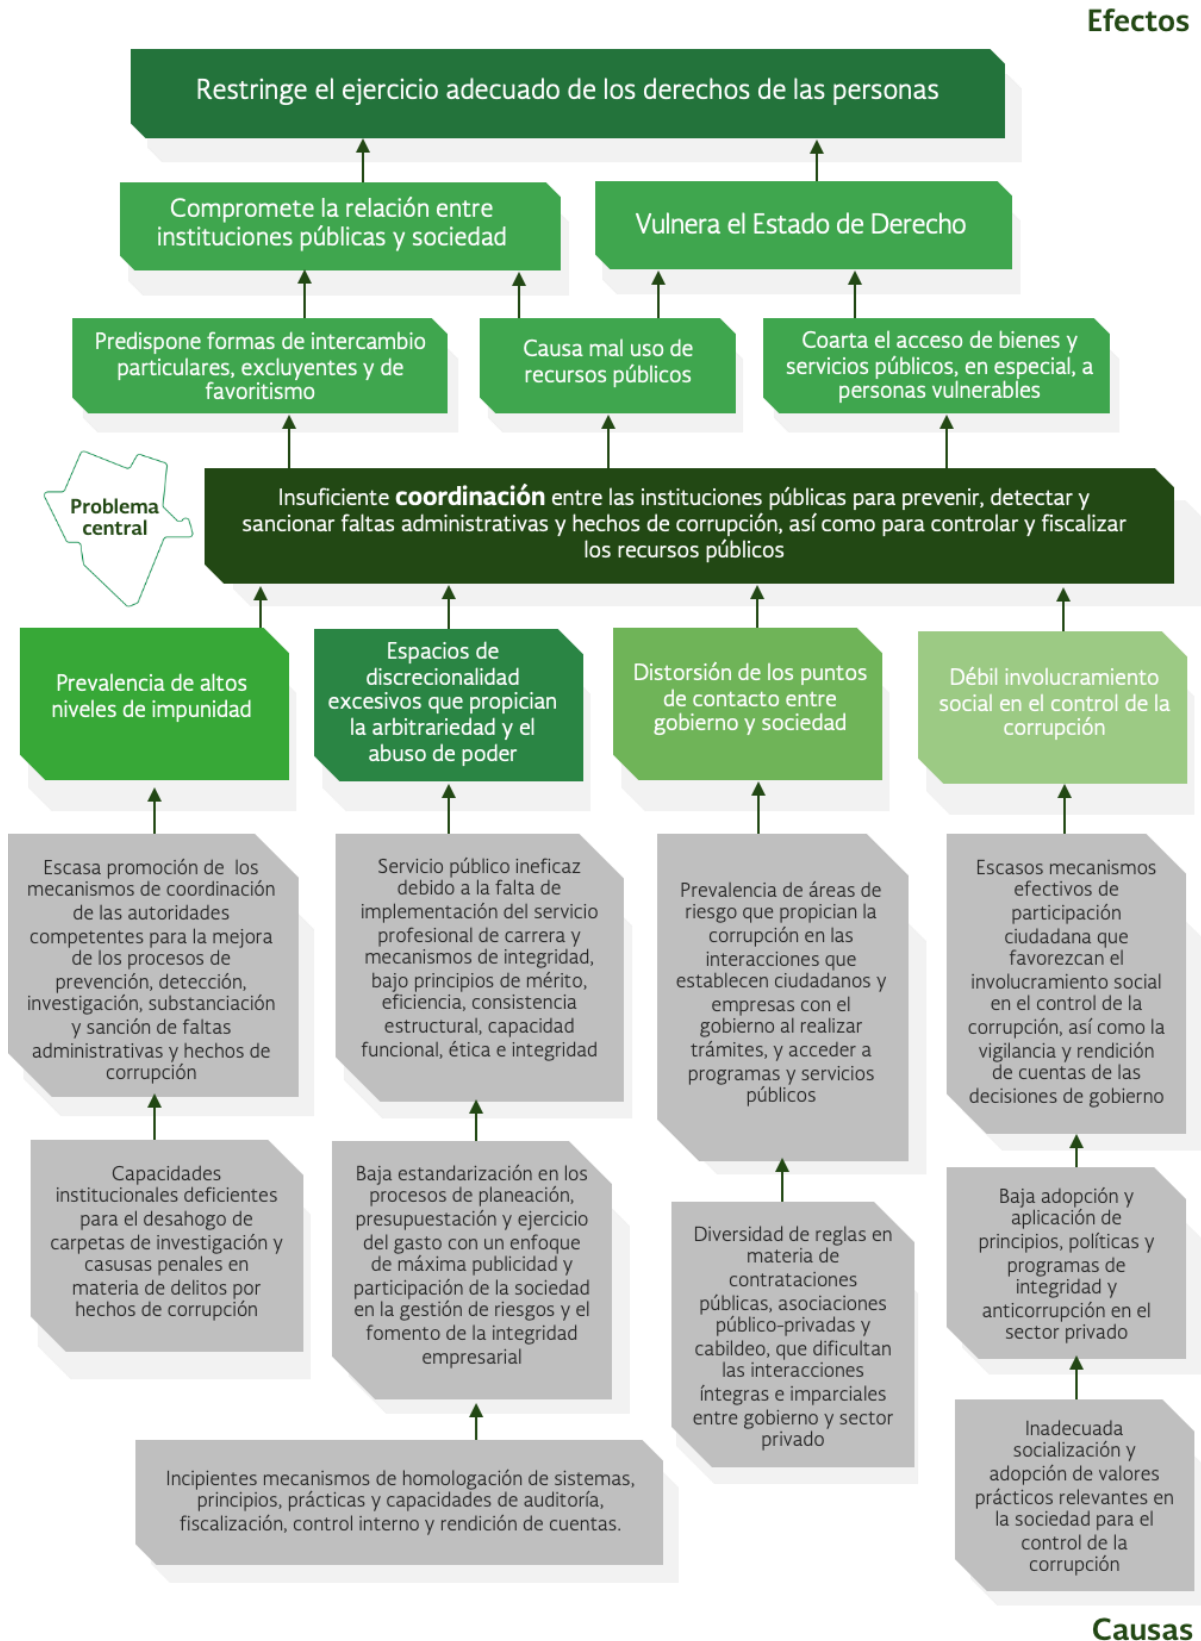 Efectos
Restringe el ejercicio adecuado de los derechos de las personas
Compromete la relación entre
instituciones públicas y sociedad
Vulnera el Estado de Derecho
Predispone formas de intercambio
particulares, excluyentes y de
favoritismo
Causa mal uso de
recursos públicos
Coarta el acceso de bienes y
servicios públicos, en especial, a
personas vulnerables
Problema
central
Insuficiente coordinación entre las instituciones públicas para prevenir, detectar y
sancionar faltas administrativas y hechos de corrupción, así como para controlar y fiscalizar
los recursos públicos
Prevalencia de altos
niveles de impunidad
Espacios de
discrecionalidad
excesivos que propician
la arbitrariedad y el
abuso de poder
Distorsión de los puntos
de contacto entre
gobierno y sociedad
Débil involucramiento
social en el control de la
corrupción
Escasa promoción de los
mecanismos de coordinación
de las autoridades
competentes para la mejora
de los procesos de
prevención, detección,
investigación, substanciación
y sanción de faltas
administrativas y hechos de
corrupción
Servicio público ineficaz
debido a la falta de
implementación del servicio
profesional de carrera y
mecanismos de integridad,
bajo principios de mérito,
eficiencia, consistencia
estructural, capacidad
funcional, ética e integridad
Prevalencia de áreas de
riesgo que propician la
corrupción en las
interacciones que
establecen ciudadanos y
empresas con el
gobierno al realizar
trámites, y acceder a
programas y servicios
públicos
Escasos mecanismos
efectivos de
participación
ciudadana que
favorezcan el
involucramiento social
en el control de la
corrupción, así como la
vigilancia y rendición
de cuentas de las
decisiones de gobierno
Capacidades
institucionales deficientes
para el desahogo de
carpetas de investigación y
casusas penales en
materia de delitos por
hechos de corrupción
Baja estandarización en los
procesos de planeación,
presupuestación y ejercicio
del gasto con un enfoque
de máxima publicidad y
participación de la sociedad
en la gestión de riesgos y el
fomento de la integridad
empresarial
Diversidad de reglas en
materia de
contrataciones
públicas, asociaciones
público-privadas y
cabildeo, que dificultan
las interacciones
íntegras e imparciales
entre gobierno y sector
privado
Baja adopción y
aplicación de
principios, políticas y
programas de
integridad y
anticorrupción en el
sector privado
Incipientes mecanismos de homologación de sistemas,
principios, prácticas y capacidades de auditoría,
fiscalización, control interno y rendición de cuentas.
Inadecuada
socialización y
adopción de valores
prácticos relevantes en
la sociedad para el
control de la
corrupción
Causas